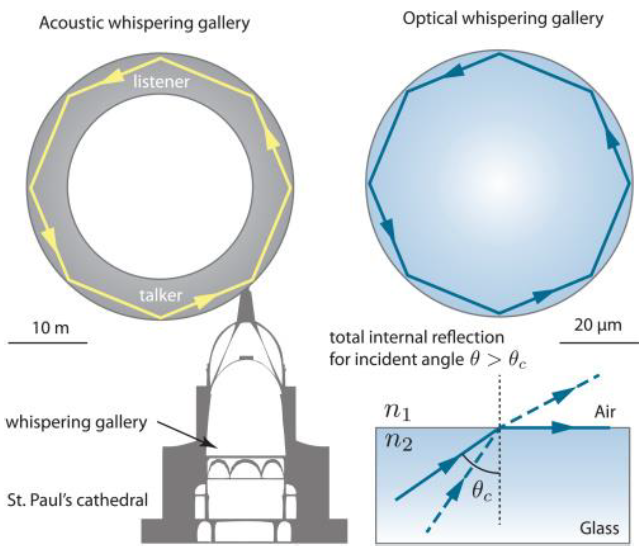 Acoustic whispering gallery
listener
talker
10 m
whispering gallery
St. Paul's cathedral
Optical whispering gallery
20 μm
total internal reflection
for incident angle θ > θc
n1
Air
n2
θc
Glass